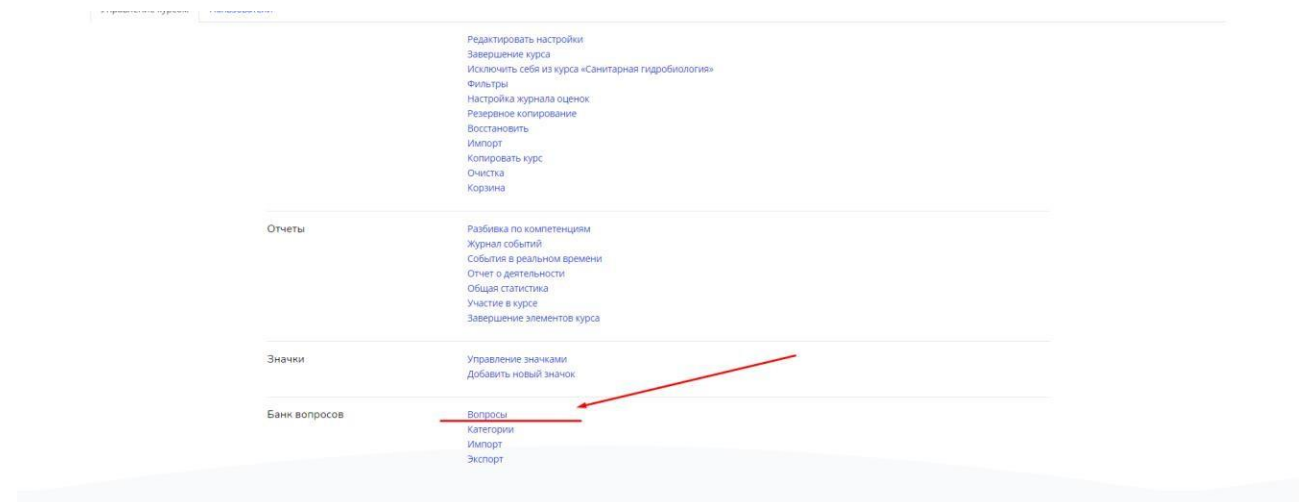 Редактировать настройки
Завершение курса
Исключить себя из курса «Санитарная гидробиология»
Фильтры
Настройка журнала оценок
Резервное копирование
Восстановить
Импорт
Копировать курс
Очистка
Корзина
Отчеты
Разбивка по компетенциям
Журнал событий
События в реальном времени
Отчет о деятельности
Общая статистика
Участие в курсе
Завершение элементов курса
Значки
Управление значками
Добавить новый значок
Банк вопросов
Вопросы
Категории
Импорт
Экспорт